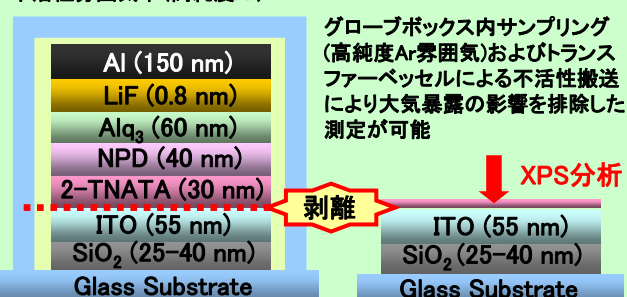 グローブボックス内サンプリング
(高純度Ar雰囲気)およびトランス
ファーベッセルによる不活性搬送
により大気暴露の影響を排除した
測定が可能
Al (150 nm)
LiF (0.8 nm)
Alq3 (60 nm)
NPD (40 nm)
2-TNATA (30 nm)
ITO (55 nm)
SiO2 (25-40 nm)
Glass Substrate
剥離
XPS分析
ITO (55 nm)
SiO2 (25-40 nm)
Glass Substrate